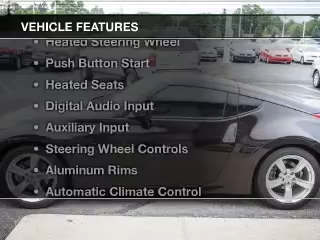 VEHICLE FEATURES
• Heated Steering Wheel
• Push Button Start
• Heated Seats
• Digital Audio Input
• Auxiliary Input
• Steering Wheel Controls
• Aluminum Rims
• Automatic Climate Control